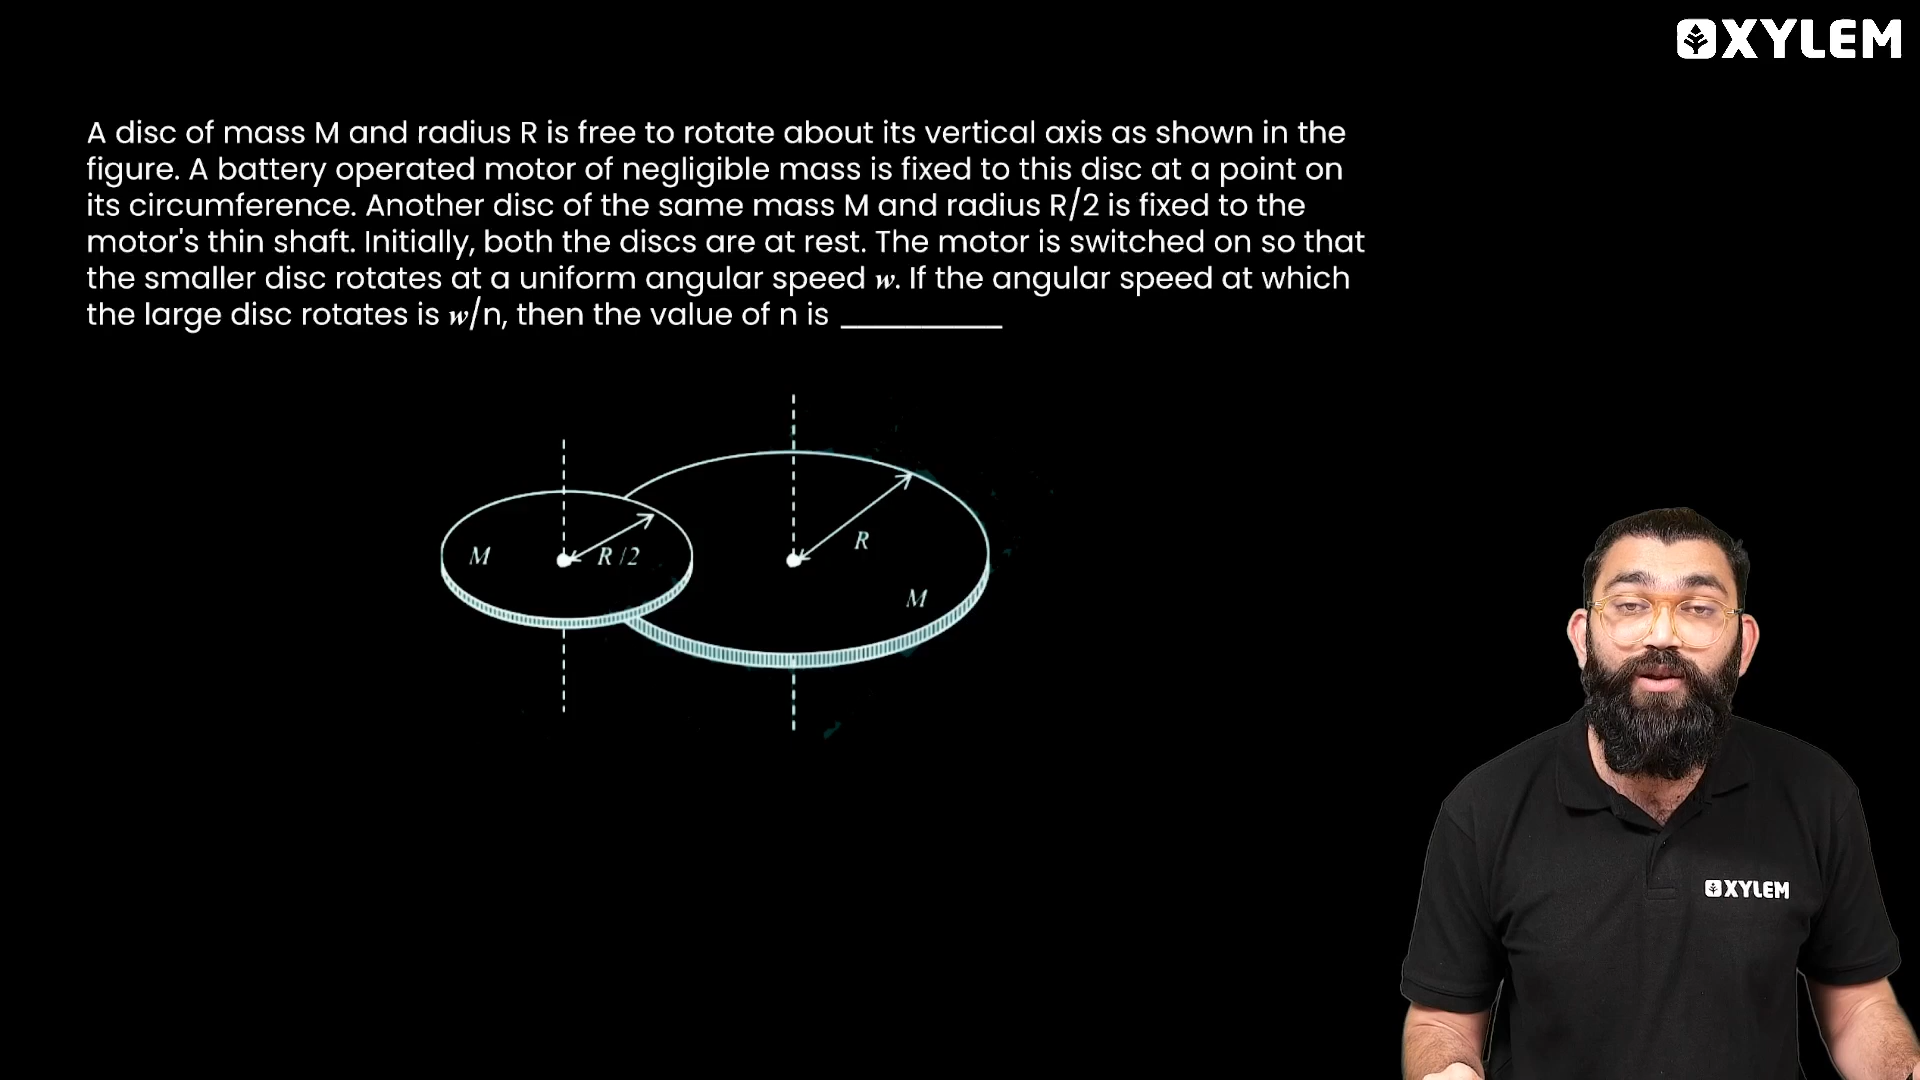 XYLEM
A disc of mass M and radius R is free to rotate about its vertical axis as shown in the
figure. A battery operated motor of negligible mass is fixed to this disc at a point on
its circumference. Another disc of the same mass M and radius R/2 is fixed to the
motor's thin shaft. Initially, both the discs are at rest. The motor is switched on so that
the smaller disc rotates at a uniform angular speed w. If the angular speed at which
the large disc rotates is w/n, then the value of n is __________
M
R/2
R
M
XYLEM